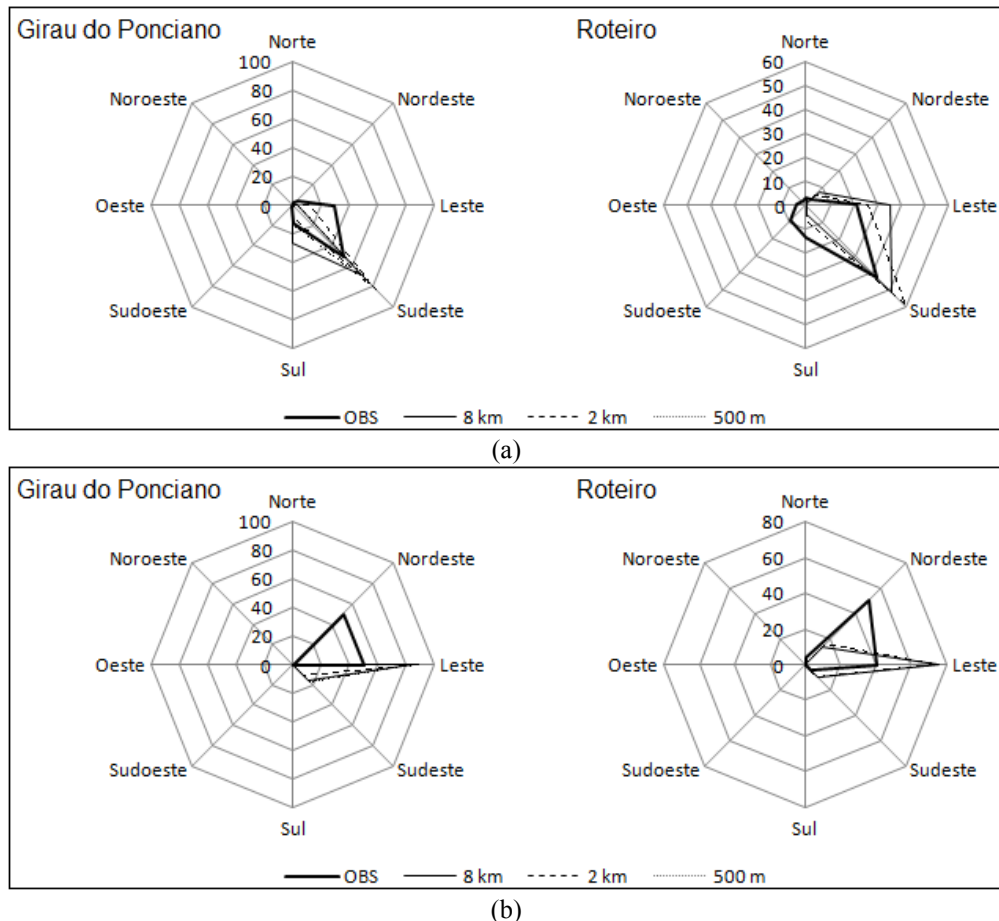 Girau do Ponciano
Norte
100
80
60
40
20
0
Noroeste
Nordeste
Oeste
Leste
Sudoeste
Sudeste
Sul
Roteiro
Norte
60
50
40
30
20
10
0
Noroeste
Nordeste
Oeste
Leste
Sudoeste
Sudeste
Sul
OBS 8 km 2 km 500 m
(a)
Girau do Ponciano
Norte
100
80
60
40
20
0
Noroeste
Nordeste
Oeste
Leste
Sudoeste
Sudeste
Sul
Roteiro
Norte
80
60
40
20
0
Noroeste
Nordeste
Oeste
Leste
Sudoeste
Sudeste
Sul
OBS 8 km 2 km 500 m
(b)